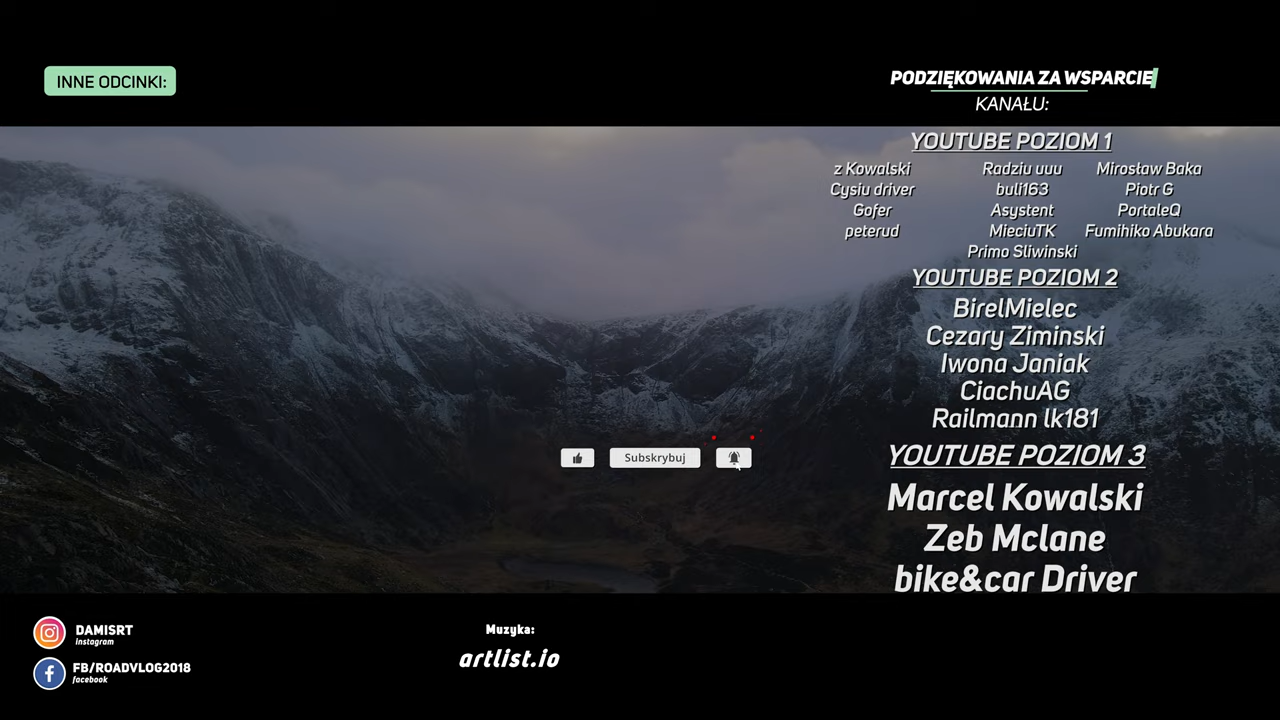 INNE ODCINKI:
PODZIĘKOWANIA ZA WSPARCIE
KANAŁU:
YOUTUBE POZIOM 1
z Kowalski Radziu uuu Mirosław Baka
Cysiu driver buli163 Piotr G
Gofer Asystent PortaleQ
peterud MieciuTK Fumihiko Abukara
Primo Sliwinski
YOUTUBE POZIOM 2
BirelMielec
Cezary Ziminski
Iwona Janiak
CiachuAG
Railmann lk181
YOUTUBE POZIOM 3
Marcel Kowalski
Zeb Mclane
bike&car Driver
Subskrybuj
DAMISRT
Instagram
FB/ROADVLOG2018
facebook
Muzyka:
artlist.io